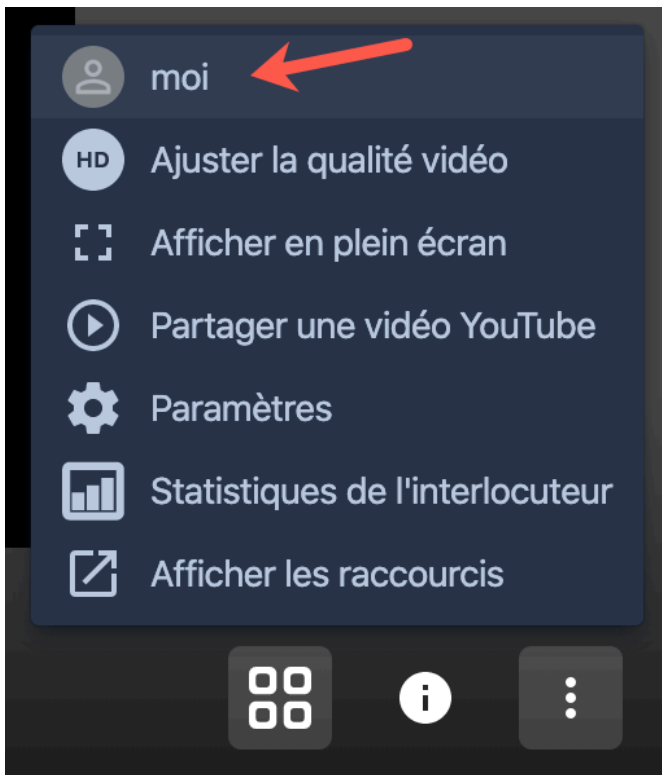 moi
HD
Ajuster la qualité vidéo
Afficher en plein écran
Partager une vidéo YouTube
Paramètres
Statistiques de l'interlocuteur
Afficher les raccourcis
i